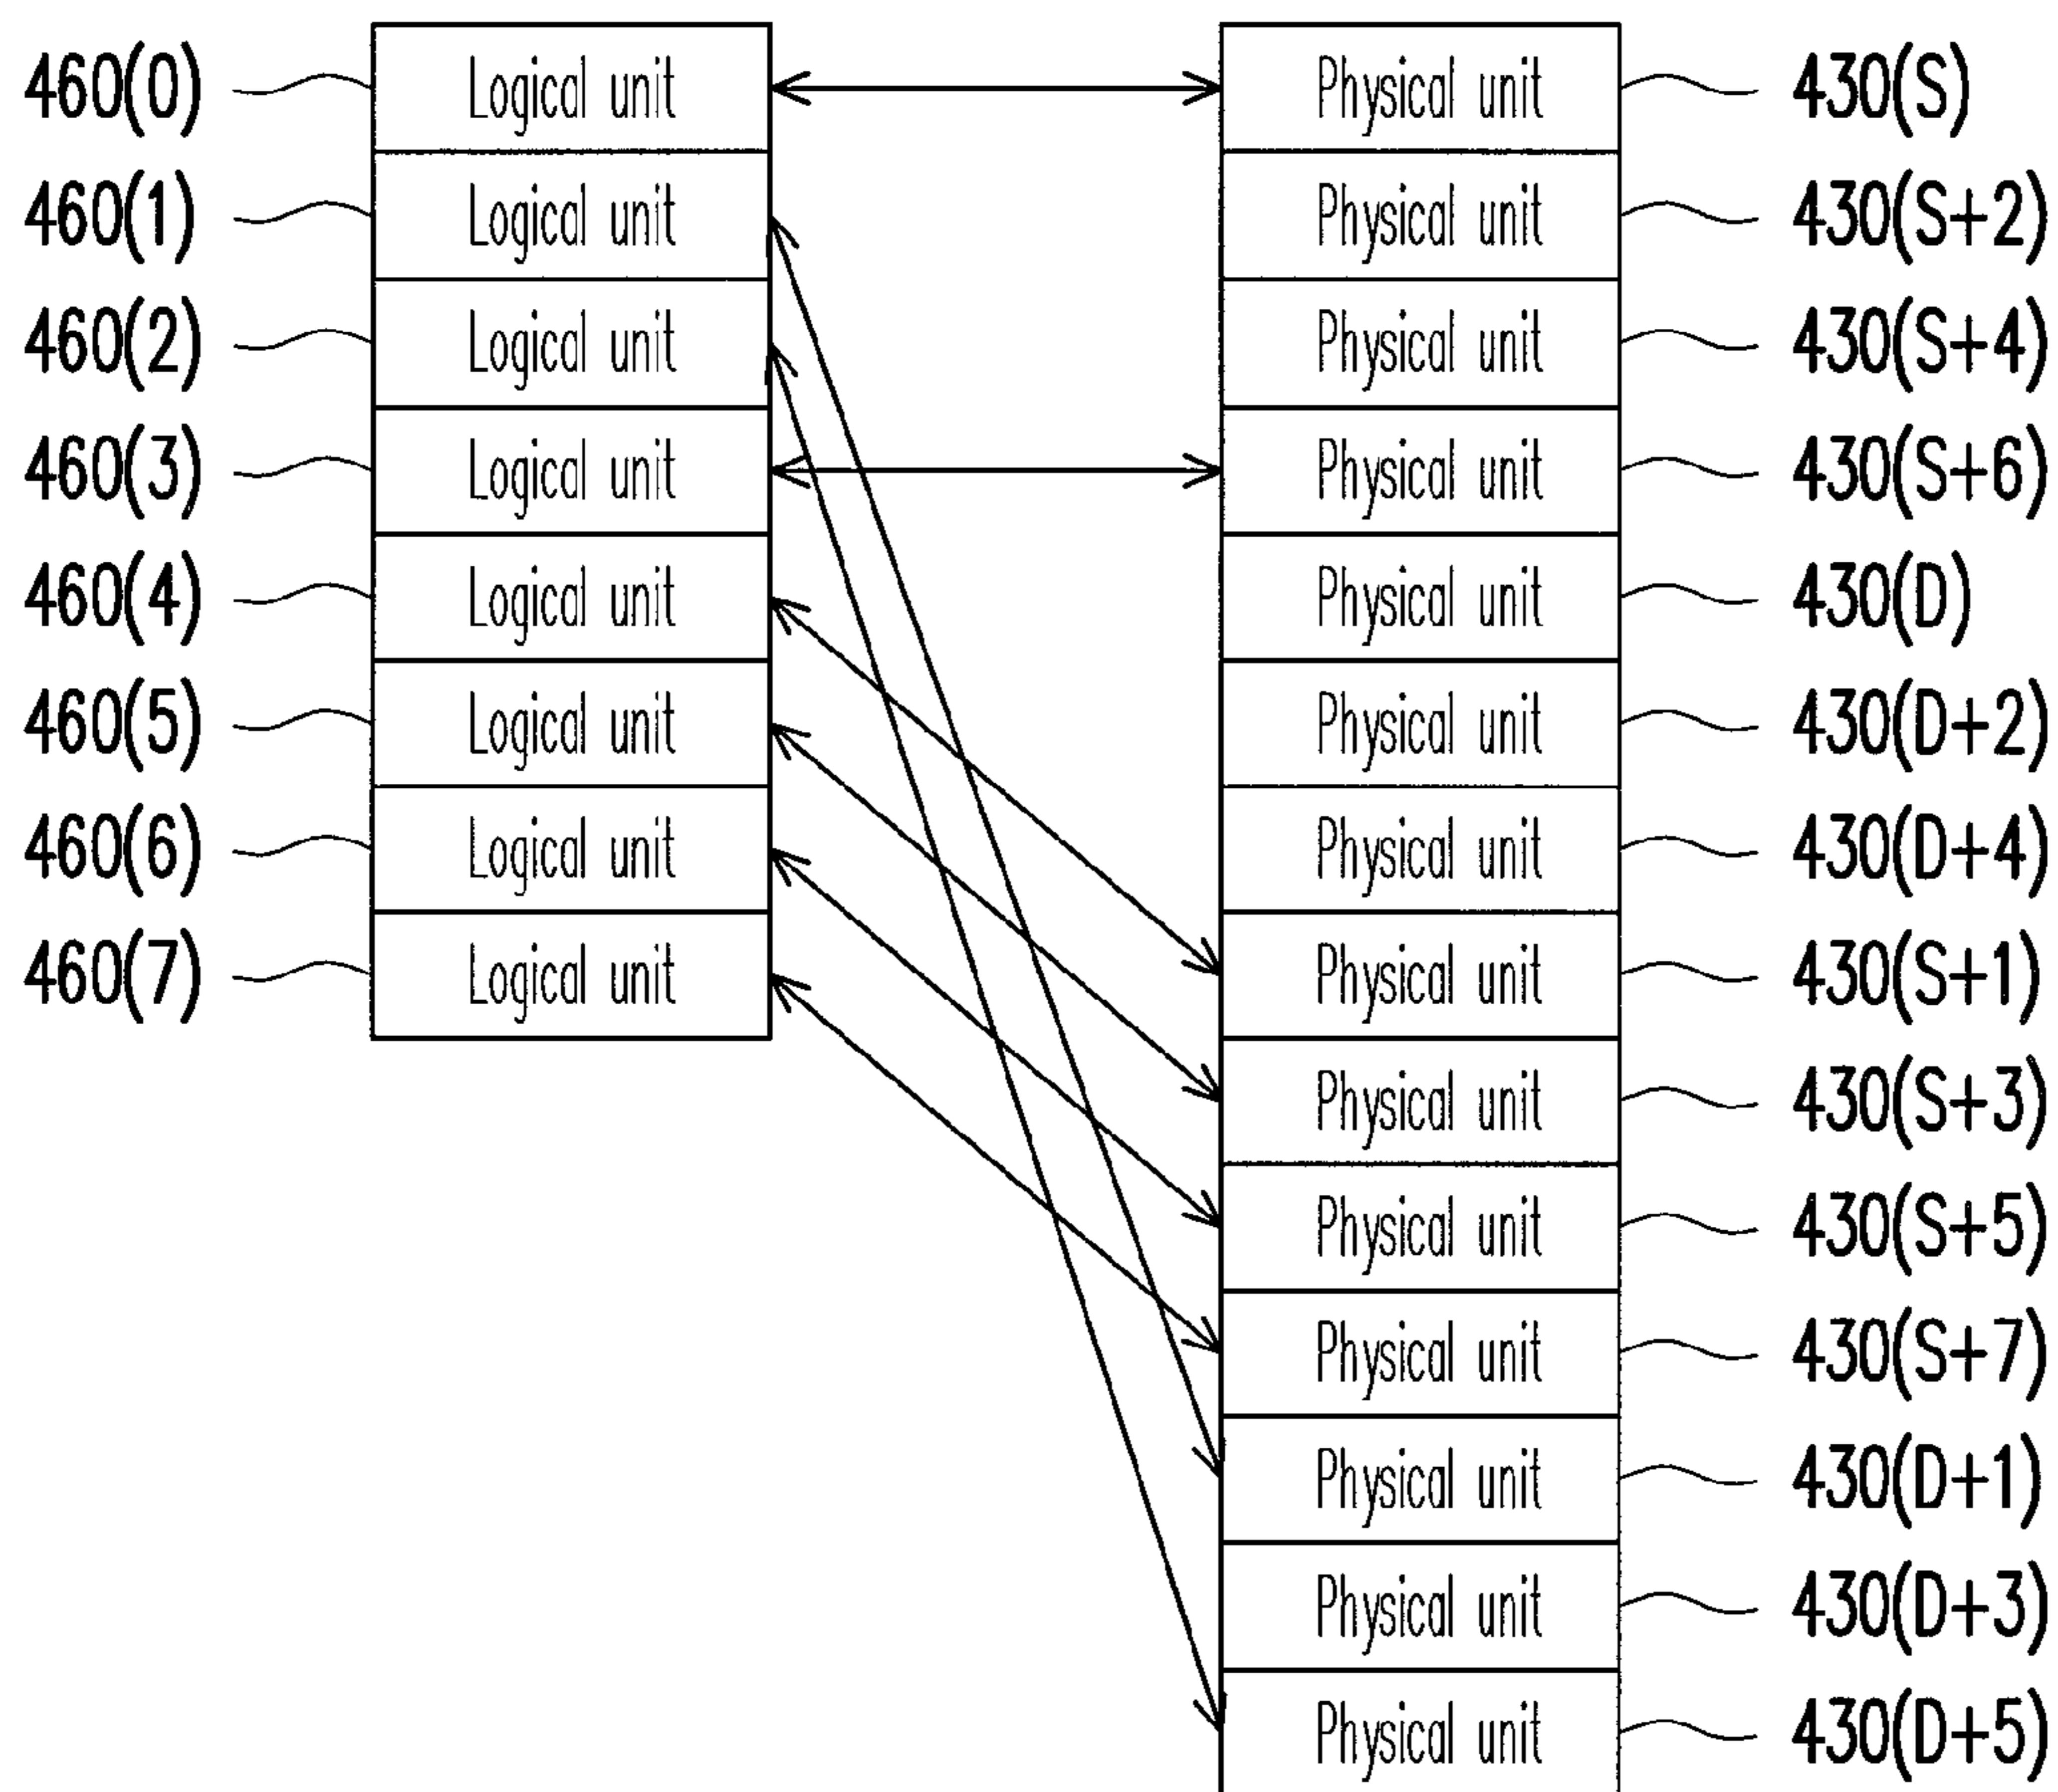 460(0) Logical unit Physical unit 430(S)
460(1) Logical unit Physical unit 430(S+2)
460(2) Logical unit Physical unit 430(S+4)
460(3) Logical unit Physical unit 430(S+6)
460(4) Logical unit Physical unit 430(D)
460(5) Logical unit Physical unit 430(D+2)
460(6) Logical unit Physical unit 430(D+4)
460(7) Logical unit Physical unit 430(S+1)
Physical unit 430(S+3)
Physical unit 430(S+5)
Physical unit 430(S+7)
Physical unit 430(D+1)
Physical unit 430(D+3)
Physical unit 430(D+5)